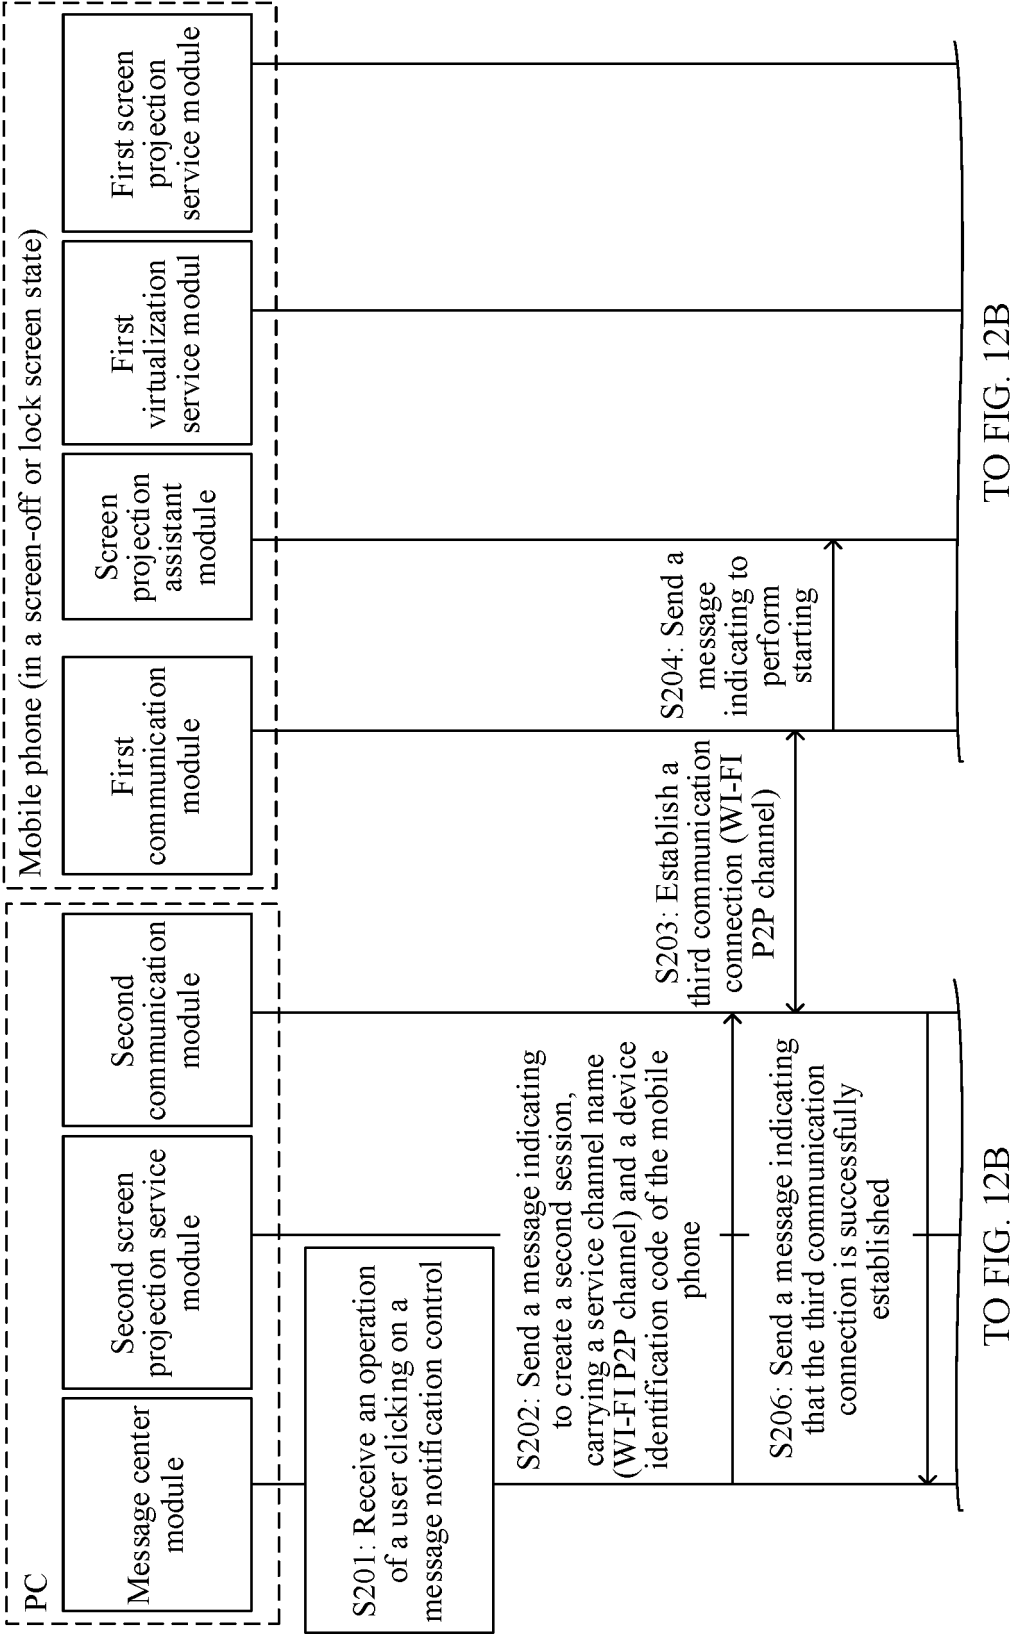 PC
Mobile phone (in a screen-off or lock screen state)
Message center
module
Second screen
projection service
module
Second
communication
module
First
communication
module
Screen
projection
assistant
module
First
virtualization
service modul
First screen
projection
service module
S201: Receive an operation
of a user clicking on a
message notification control
S202: Send a message indicating
to create a second session,
carrying a service channel name
(WI-FI P2P channel) and a device
identification code of the mobile
phone
S203: Establish a
third communication
connection (WI-FI
P2P channel)
S204: Send a
message
indicating to
perform
starting
S206: Send a message indicating
that the third communication
connection is successfully
established
TO FIG. 12B
TO FIG. 12B